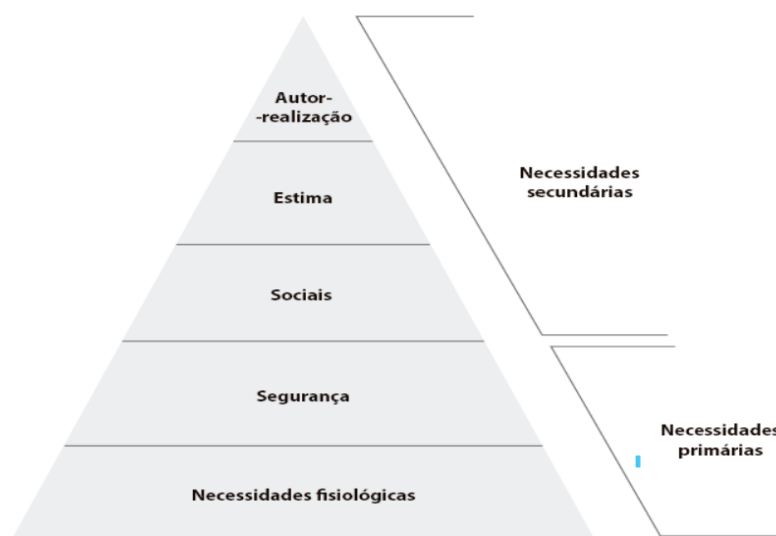 Autor-
-realização
Estima
Sociais
Segurança
Necessidades fisiológicas
Necessidades
secundárias
Necessidades
primárias